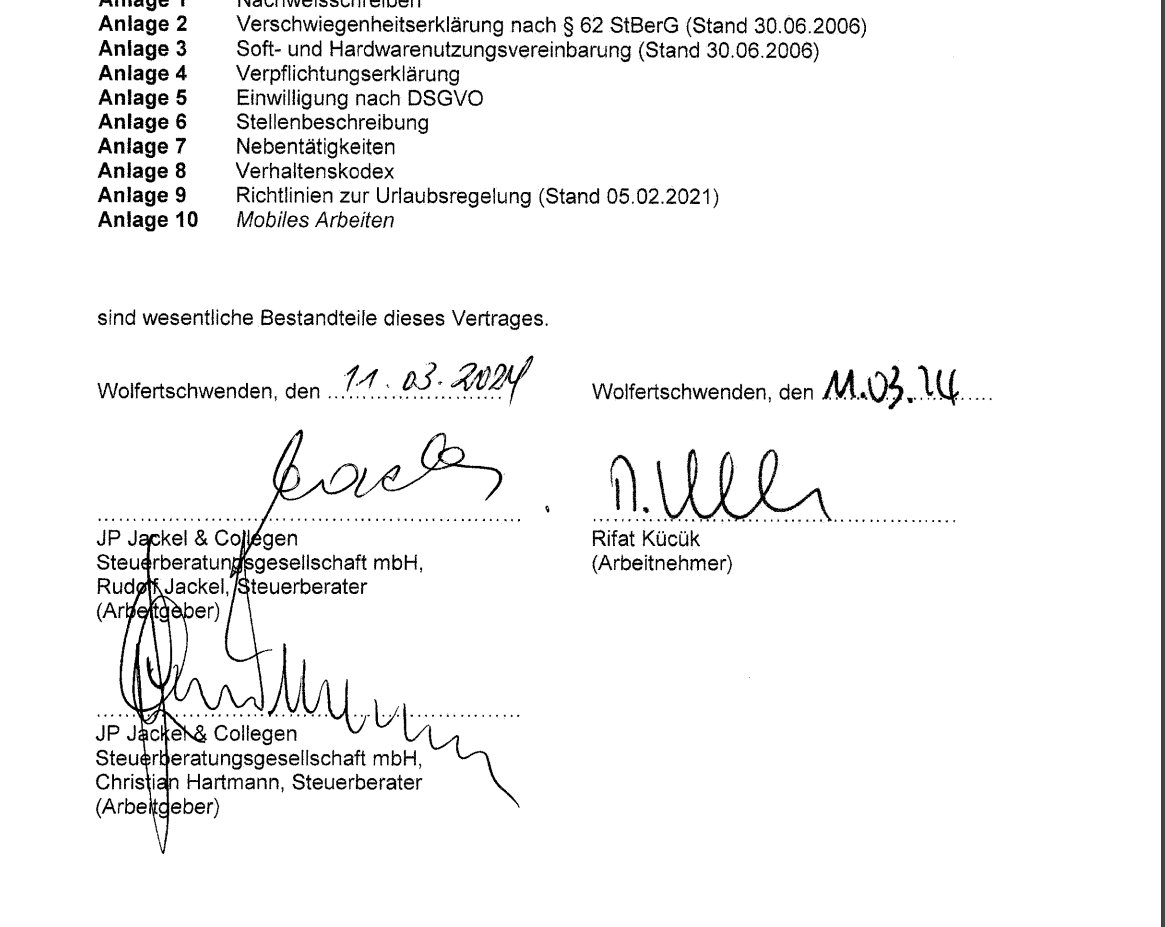 Anlage 1 Nachweisschreiben
Anlage 2 Verschwiegenheitserklärung nach § 62 StBerG (Stand 30.06.2006)
Anlage 3 Soft- und Hardwarenutzungsvereinbarung (Stand 30.06.2006)
Anlage 4 Verpflichtungserklärung
Anlage 5 Einwilligung nach DSGVO
Anlage 6 Stellenbeschreibung
Anlage 7 Nebentätigkeiten
Anlage 8 Verhaltenskodex
Anlage 9 Richtlinien zur Urlaubsregelung (Stand 05.02.2021)
Anlage 10 Mobiles Arbeiten
sind wesentliche Bestandteile dieses Vertrages.
Wolfertschwenden, den 11.03.2024
Wolfertschwenden, den 11.03.24
JP Jackel & Collegen
Steuerberatungsgesellschaft mbH,
Rudolf Jackel, Steuerberater
(Arbeitgeber)
Rifat Kücük
(Arbeitnehmer)
JP Jackel & Collegen
Steuerberatungsgesellschaft mbH,
Christian Hartmann, Steuerberater
(Arbeitgeber)